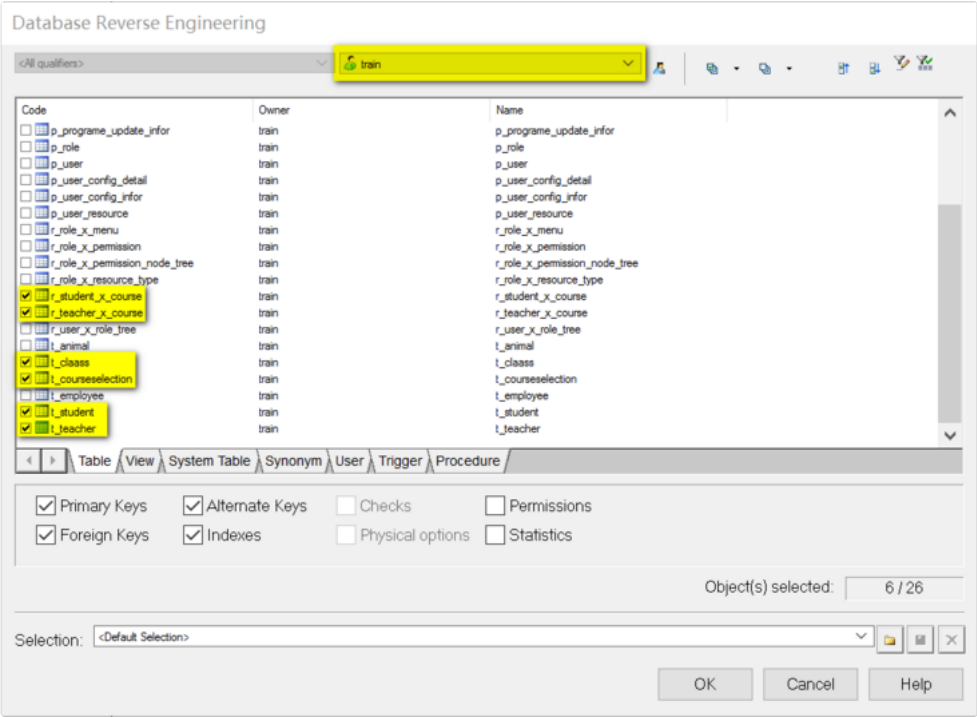 Database Reverse Engineering
<All qualifiers> train
Code Owner Name
p_programe_update_infor train p_programe_update_infor
p_role train p_role
p_user train p_user
p_user_config_detail train p_user_config_detail
p_user_config_infor train p_user_config_infor
p_user_resource train p_user_resource
r_role_x_menu train r_role_x_menu
r_role_x_permission train r_role_x_permission
r_role_x_permission_node_tree train r_role_x_permission_node_tree
r_role_x_resource_type train r_role_x_resource_type
r_student_x_course train r_student_x_course
r_teacher_x_course train r_teacher_x_course
r_user_x_role_tree train r_user_x_role_tree
t_animal train t_animal
t_claass train t_claass
t_courseselection train t_courseselection
t_employee train t_employee
t_student train t_student
t_teacher train t_teacher
Table View System Table Synonym User Trigger Procedure
Primary Keys Alternate Keys Checks Permissions
Foreign Keys Indexes Physical options Statistics
Object(s) selected: 6 / 26
Selection: <Default Selection>
OK Cancel Help